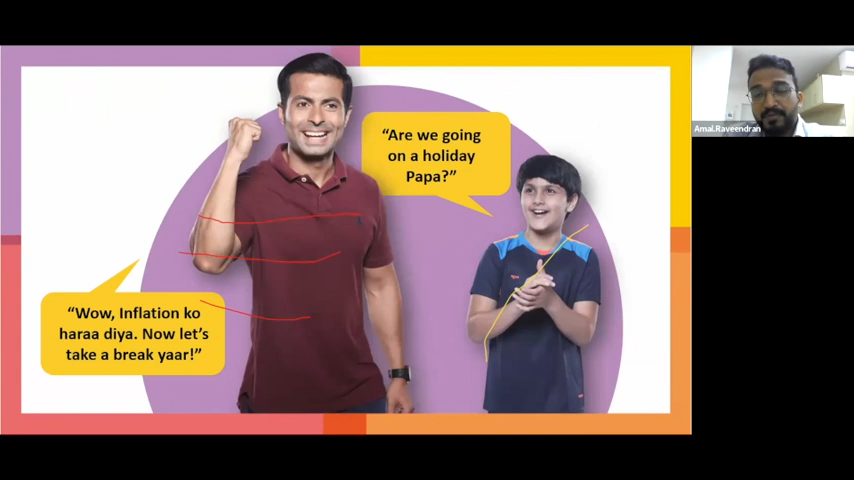 "Are we going
on a holiday
Papa?"
"Wow, Inflation ko
haraa diya. Now let's
take a break yaar!"
Amal.Raveendran